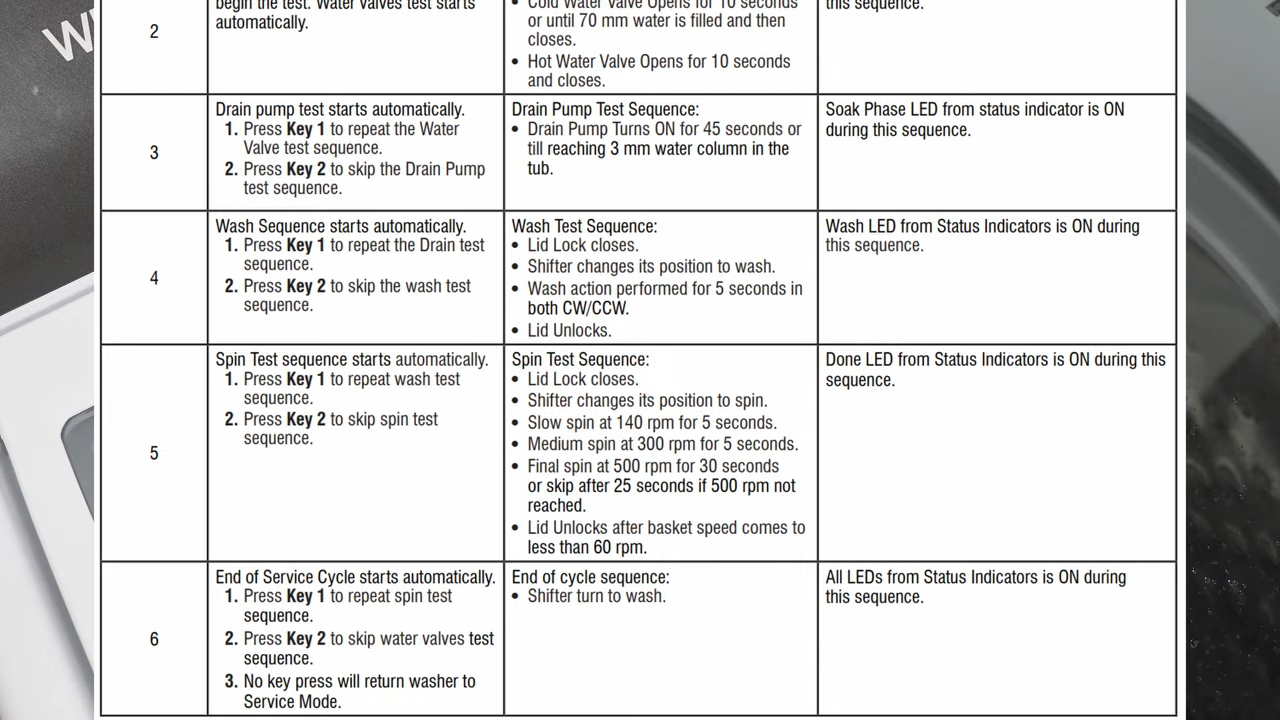 W
begin the test. Water valves test starts
automatically.
Cold Water Valve Opens for 10 seconds
or until 70 mm water is filled and then
closes.
• Hot Water Valve Opens for 10 seconds
and closes.
this sequence.
2
Drain pump test starts automatically.
1. Press Key 1 to repeat the Water
Valve test sequence.
2. Press Key 2 to skip the Drain Pump
test sequence.
Drain Pump Test Sequence:
• Drain Pump Turns ON for 45 seconds or
till reaching 3 mm water column in the
tub.
Soak Phase LED from status indicator is ON
during this sequence.
3
Wash Sequence starts automatically.
1. Press Key 1 to repeat the Drain test
sequence.
2. Press Key 2 to skip the wash test
sequence.
Wash Test Sequence:
• Lid Lock closes.
• Shifter changes its position to wash.
• Wash action performed for 5 seconds in
both CW/CCW.
• Lid Unlocks.
Wash LED from Status Indicators is ON during
this sequence.
4
Spin Test sequence starts automatically.
1. Press Key 1 to repeat wash test
sequence.
2. Press Key 2 to skip spin test
sequence.
Spin Test Sequence:
• Lid Lock closes.
• Shifter changes its position to spin.
• Slow spin at 140 rpm for 5 seconds.
• Medium spin at 300 rpm for 5 seconds.
• Final spin at 500 rpm for 30 seconds
or skip after 25 seconds if 500 rpm not
reached.
• Lid Unlocks after basket speed comes to
less than 60 rpm.
Done LED from Status Indicators is ON during this
sequence.
5
End of Service Cycle starts automatically.
1. Press Key 1 to repeat spin test
sequence.
2. Press Key 2 to skip water valves test
sequence.
3. No key press will return washer to
Service Mode.
End of cycle sequence:
• Shifter turn to wash.
All LEDs from Status Indicators is ON during
this sequence.
6